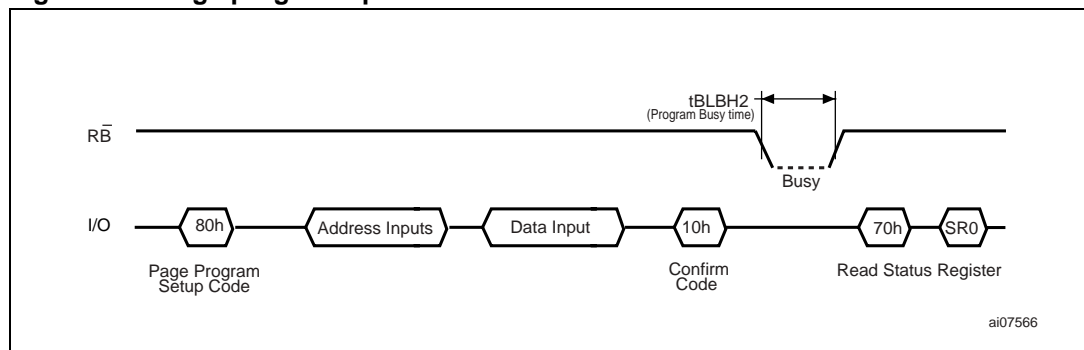 tBLBH2
(Program Busy time)
RB̅
Busy
I/O 80h Address Inputs Data Input 10h 70h SR0
Page Program Setup Code
Confirm Code
Read Status Register
ai07566